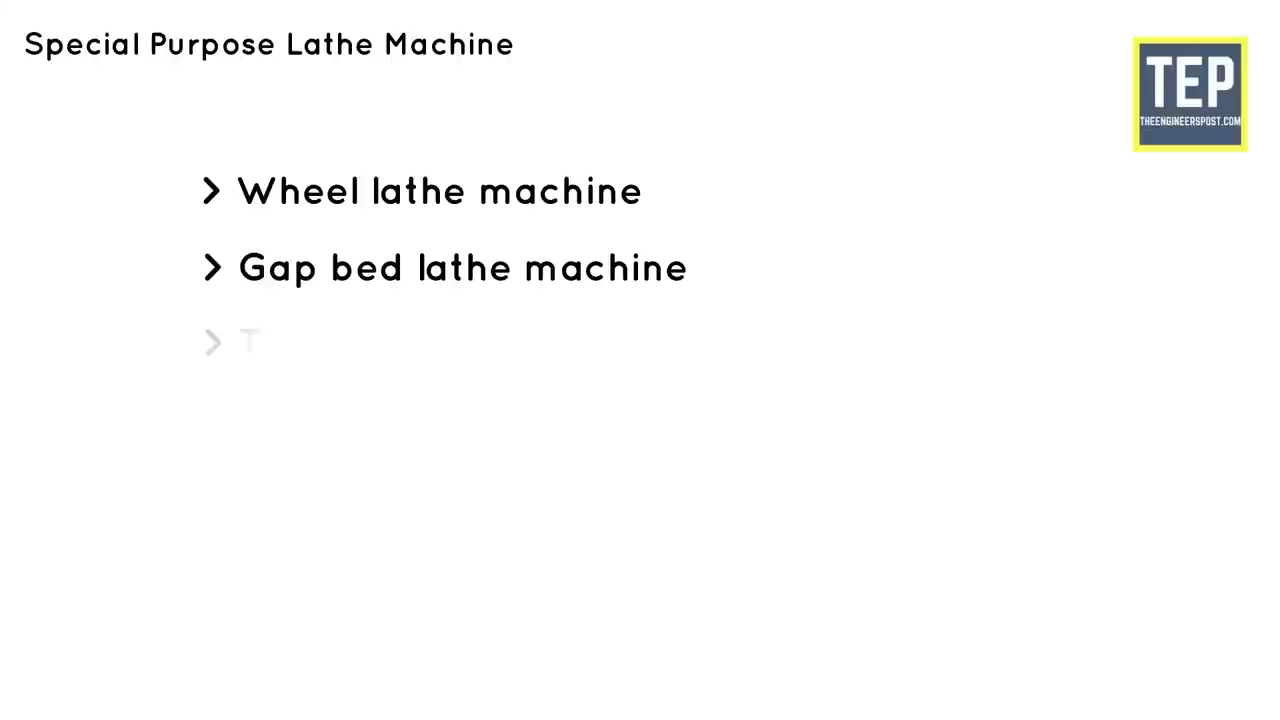 Special Purpose Lathe Machine
TEP
THEENGINEERSPOST.COM
> Wheel lathe machine
> Gap bed lathe machine
> T